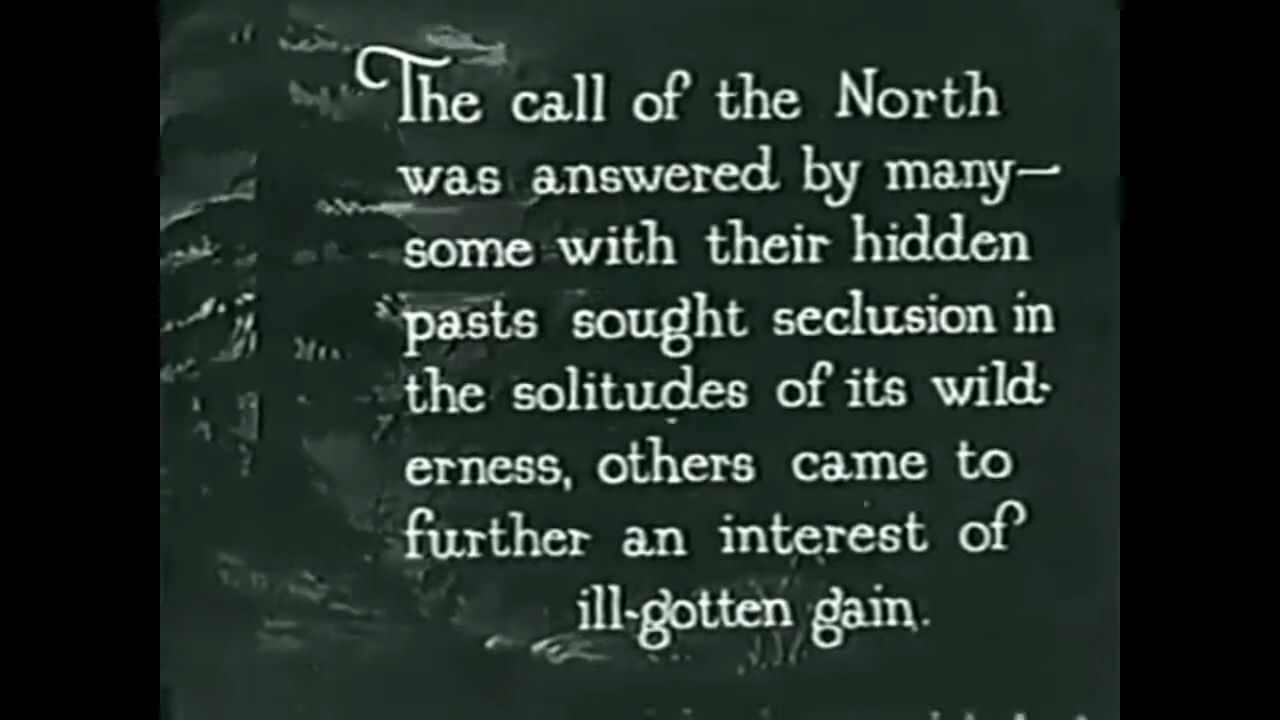 The call of the North
was answered by many—
some with their hidden
pasts sought seclusion in
the solitudes of its wild-
erness, others came to
further an interest of
ill-gotten gain.